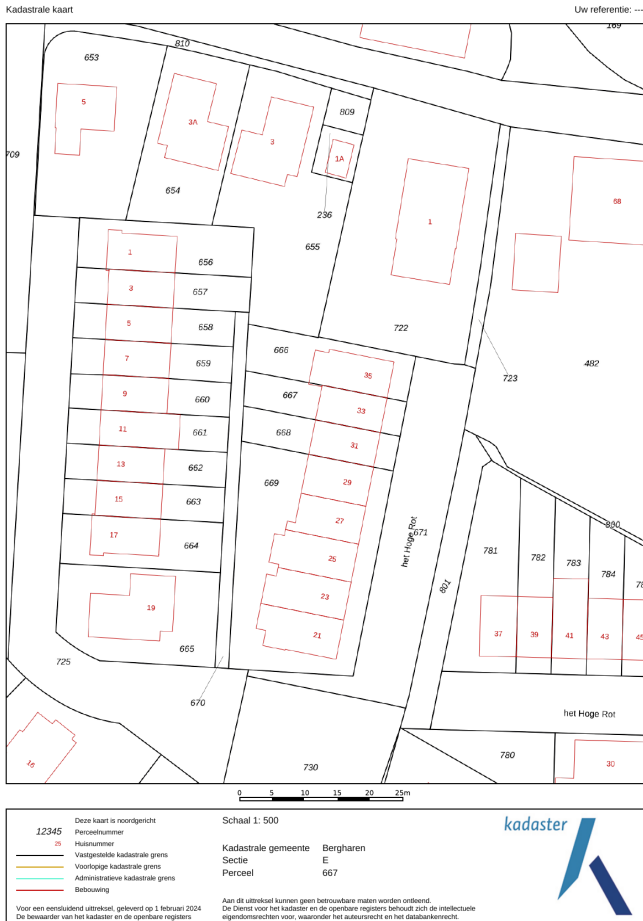 Kadastrale kaart
Uw referentie: ---
169
810
653
5
3A
3
809
1A
709
654
236
655
1
68
656
1
657
3
658
5
659
7
660
9
661
11
662
13
663
15
664
17
19
665
725
670
666
35
667
33
668
31
669
29
27
25
23
21
722
723
482
het Hoge Rot
671
801
800
781
782
783
784
37
39
41
43
45
het Hoge Rot
780
30
730
16
0 5 10 15 20 25m
Deze kaart is noordgericht
12345 Perceelnummer
25 Huisnummer
Vastgestelde kadastrale grens
Voorlopige kadastrale grens
Administratieve kadastrale grens
Bebouwing
Voor een eensluidend uittreksel, geleverd op 1 februari 2024
De bewaarder van het kadaster en de openbare registers
Schaal 1: 500
Kadastrale gemeente Bergharen
Sectie E
Perceel 667
Aan dit uittreksel kunnen geen betrouwbare maten worden ontleend.
De Dienst voor het kadaster en de openbare registers behoudt zich de intellectuele
eigendomsrechten voor, waaronder het auteursrecht en het databankenrecht.
kadaster